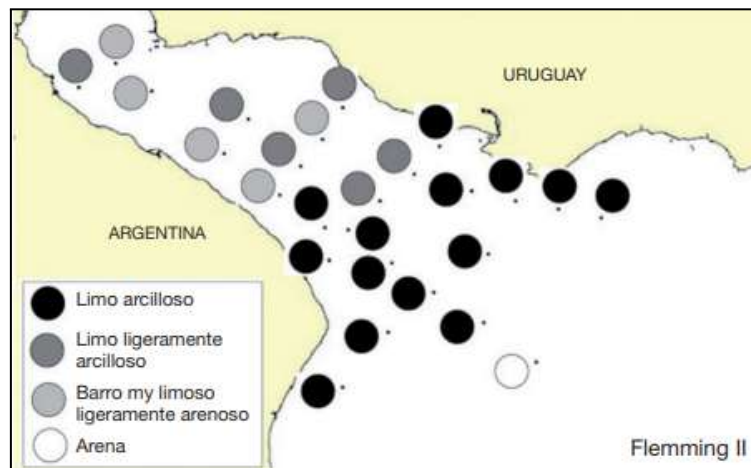 URUGUAY
ARGENTINA
Limo arcilloso
Limo ligeramente
arcilloso
Barro my limoso
ligeramente arenoso
Arena
Flemming II